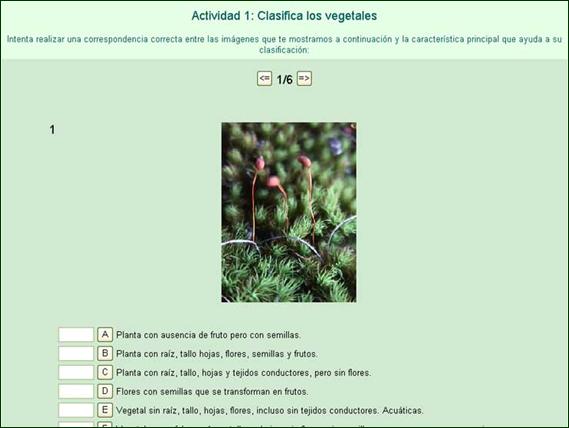 Actividad 1: Clasifica los vegetales
Intenta realizar una correspondencia correcta entre las imágenes que te mostramos a continuación y la característica principal que ayuda a su
clasificación:
<= 1/6 =>
1
A Planta con ausencia de fruto pero con semillas.
B Planta con raíz, tallo hojas, flores, semillas y frutos.
C Planta con raíz, tallo, hojas y tejidos conductores, pero sin flores.
D Flores con semillas que se transforman en frutos.
E Vegetal sin raíz, tallo, hojas, flores, incluso sin tejidos conductores. Acuáticas.